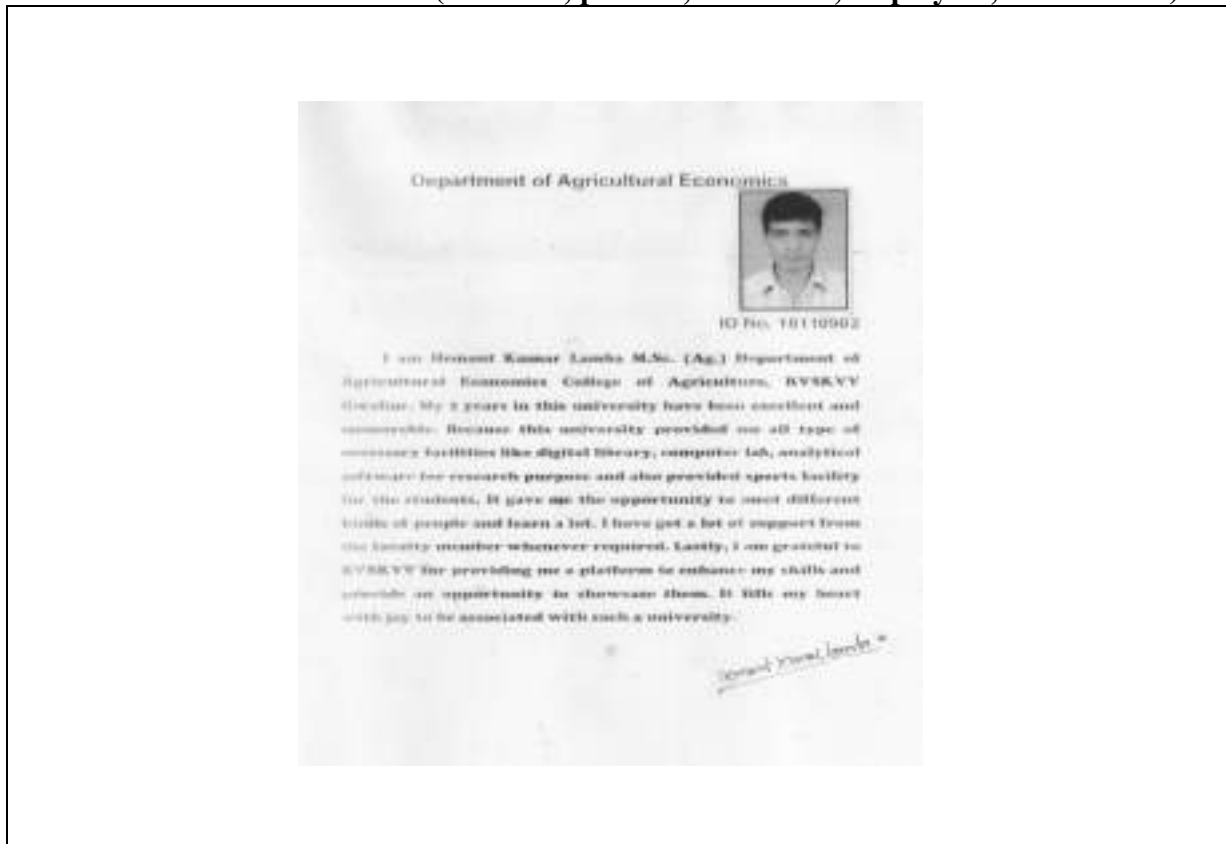 Department of Agricultural Economics
ID No. 18110902
I am Hemant Kumar Lamba M.Sc. (Ag.) Department of
Agricultural Economics College of Agriculture, RVSKVV
Gwalior. My 2 years in this university have been excellent and
memorable. Because this university provided me all type of
necessary facilities like digital library, computer lab, analytical
software for research purpose and also provided sports facility
for the students. It gave me the opportunity to meet different
kinds of people and learn a lot. I have got a lot of support from
the faculty member whenever required. Lastly, I am grateful to
RVSKVV for providing me a platform to enhance my skills and
provide an opportunity to showcase them. It fills my heart
with joy to be associated with such a university.